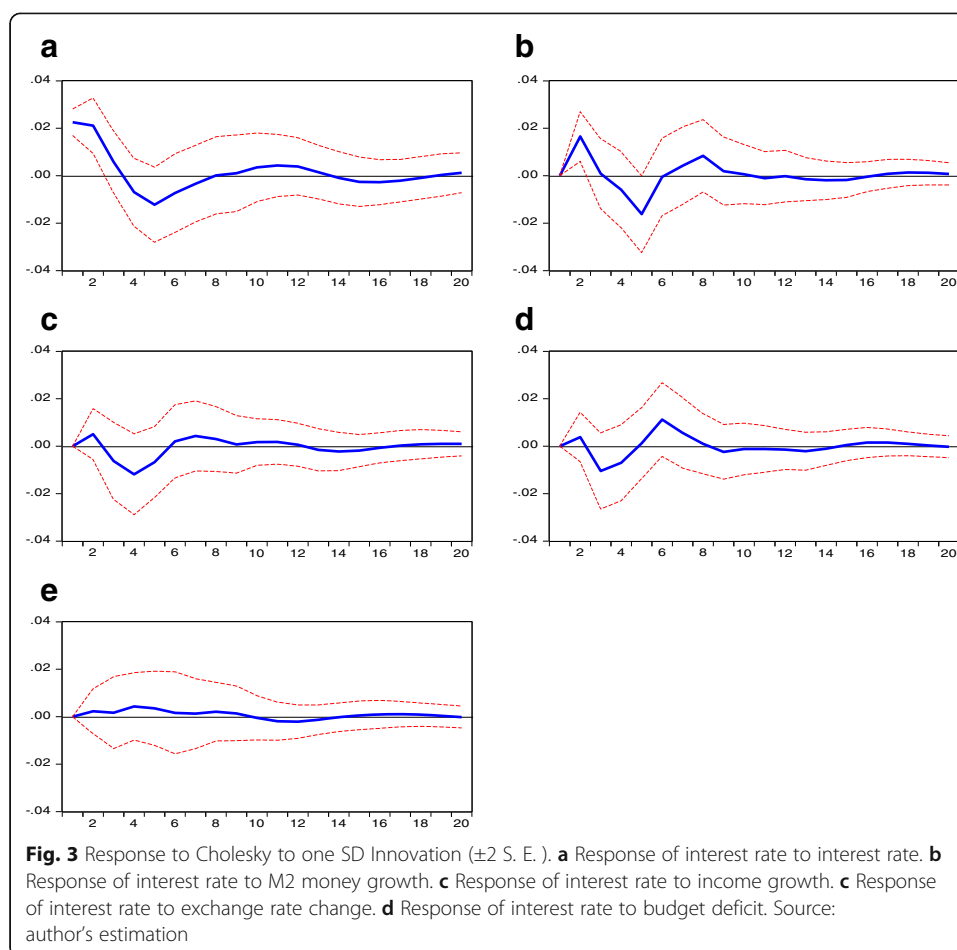 a
.04
.02
.00
-.02
-.04
2 4 6 8 10 12 14 16 18 20
b
.04
.02
.00
-.02
-.04
2 4 6 8 10 12 14 16 18 20
c
.04
.02
.00
-.02
-.04
2 4 6 8 10 12 14 16 18 20
d
.04
.02
.00
-.02
-.04
2 4 6 8 10 12 14 16 18 20
e
.04
.02
.00
-.02
-.04
2 4 6 8 10 12 14 16 18 20
Fig. 3 Response to Cholesky to one SD Innovation (±2 S. E. ). a Response of interest rate to interest rate. b
Response of interest rate to M2 money growth. c Response of interest rate to income growth. c Response
of interest rate to exchange rate change. d Response of interest rate to budget deficit. Source:
author's estimation